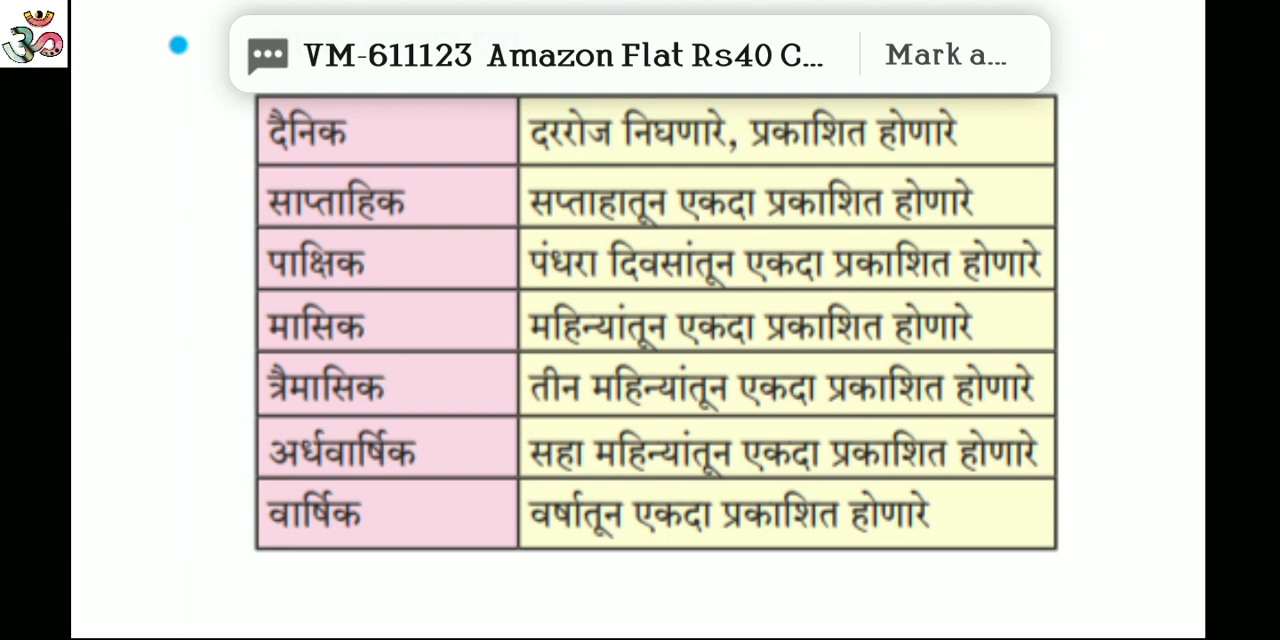 VM-611123 Amazon Flat Rs40 C... Mark a...
दैनिक दररोज निघणारे, प्रकाशित होणारे
साप्ताहिक सप्ताहातून एकदा प्रकाशित होणारे
पाक्षिक पंधरा दिवसांतून एकदा प्रकाशित होणारे
मासिक महिन्यांतून एकदा प्रकाशित होणारे
त्रैमासिक तीन महिन्यांतून एकदा प्रकाशित होणारे
अर्धवार्षिक सहा महिन्यांतून एकदा प्रकाशित होणारे
वार्षिक वर्षातून एकदा प्रकाशित होणारे